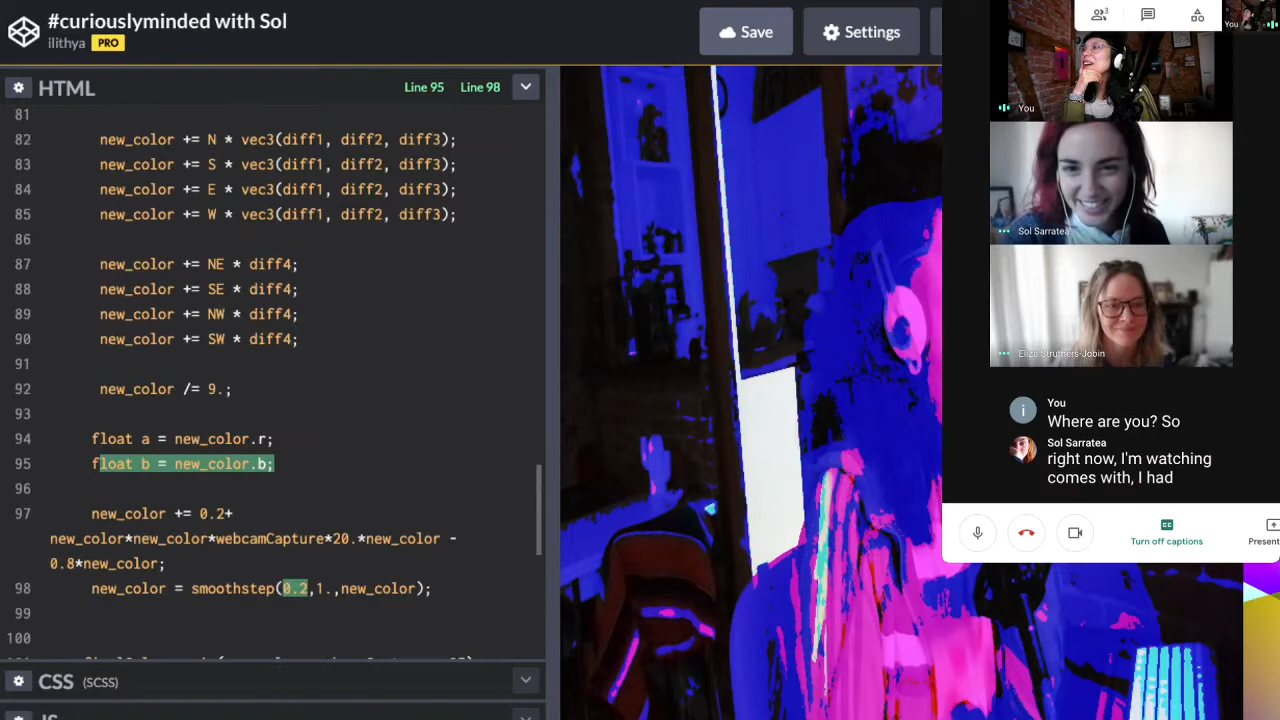 #curiouslyminded with Sol
ilithya PRO
Save
Settings
HTML
Line 95 Line 98
81
82 new_color += N * vec3(diff1, diff2, diff3);
83 new_color += S * vec3(diff1, diff2, diff3);
84 new_color += E * vec3(diff1, diff2, diff3);
85 new_color += W * vec3(diff1, diff2, diff3);
86
87 new_color += NE * diff4;
88 new_color += SE * diff4;
89 new_color += NW * diff4;
90 new_color += SW * diff4;
91
92 new_color /= 9.;
93
94 float a = new_color.r;
95 float b = new_color.b;
96
97 new_color += 0.2+
new_color*new_color*webcamCapture*20.*new_color -
0.8*new_color;
98 new_color = smoothstep(0.2,1.,new_color);
99
100
CSS (SCSS)
JS
3
You
You
Sol Sarratea
Eliza Struthers-Jobin
i
You
Where are you? So
Sol Sarratea
right now, I'm watching
comes with, I had
CC
Turn off captions
Present